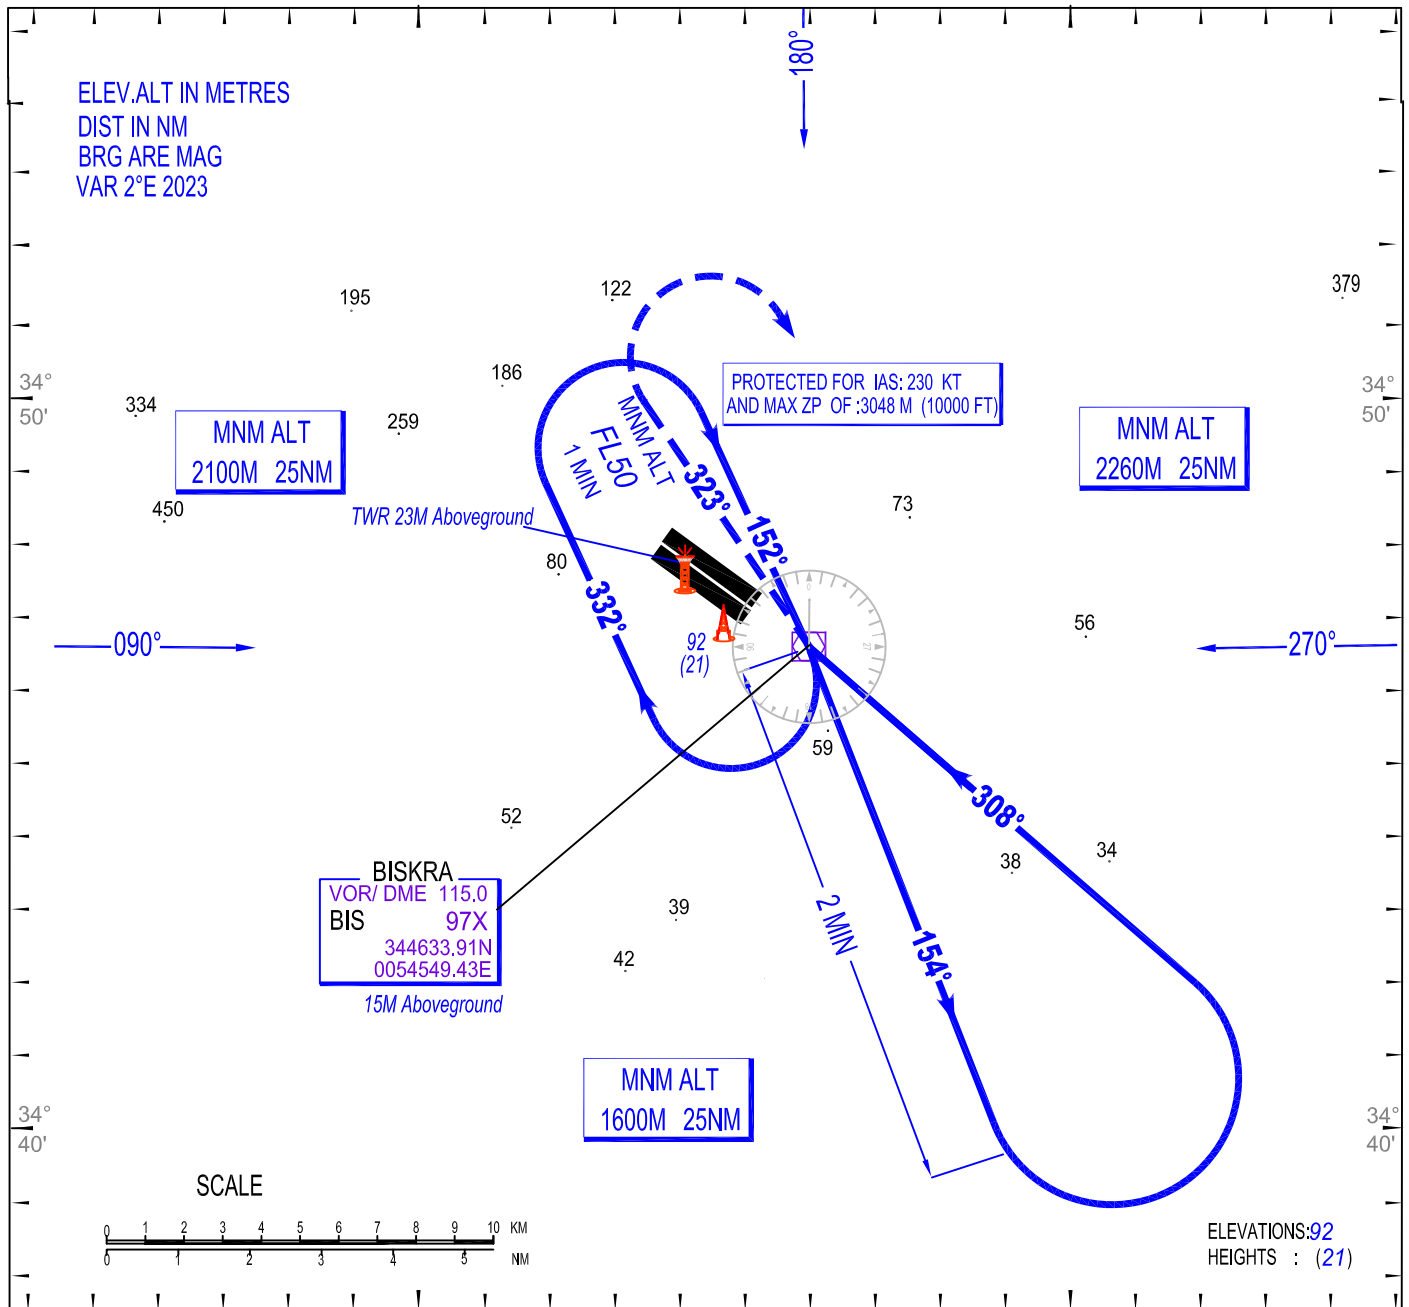 180°
ELEV.ALT IN METRES
DIST IN NM
BRG ARE MAG
VAR 2°E 2023
195
122
379
186
34°
50'
334
259
PROTECTED FOR IAS: 230 KT
AND MAX ZP OF :3048 M (10000 FT)
34°
50'
MNM ALT
2100M 25NM
MNM ALT
2260M 25NM
MNM ALT
FL50
1 MIN
323°
152°
450
TWR 23M Aboveground
73
80
332°
92
(21)
0
27
90
56
090°
270°
59
308°
52
38
34
BISKRA
VOR/ DME 115.0
BIS 97X
344633.91N
0054549.43E
15M Aboveground
39
42
2 MIN
154°
MNM ALT
1600M 25NM
34°
40'
34°
40'
SCALE
0 1 2 3 4 5 6 7 8 9 10 KM
0 1 2 3 4 5 NM
ELEVATIONS:92
HEIGHTS : (21)